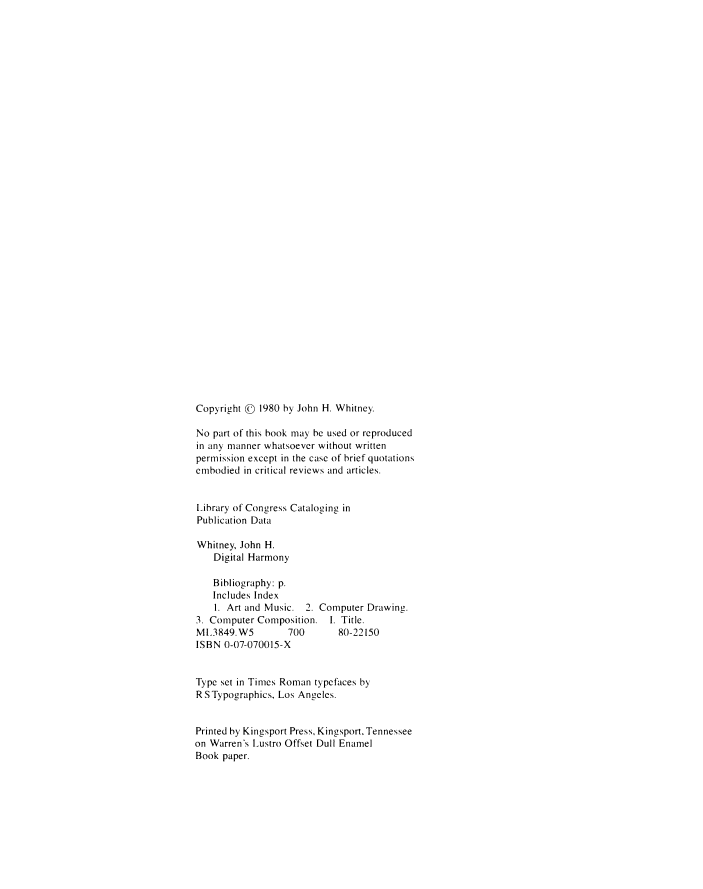 Copyright © 1980 by John H. Whitney.
No part of this book may be used or reproduced
in any manner whatsoever without written
permission except in the case of brief quotations
embodied in critical reviews and articles.
Library of Congress Cataloging in
Publication Data
Whitney, John H.
Digital Harmony
Bibliography: p.
Includes Index
1. Art and Music. 2. Computer Drawing.
3. Computer Composition. I. Title.
ML3849.W5 700 80-22150
ISBN 0-07-070015-X
Type set in Times Roman typefaces by
RS Typographics, Los Angeles.
Printed by Kingsport Press, Kingsport, Tennessee
on Warren's Lustro Offset Dull Enamel
Book paper.